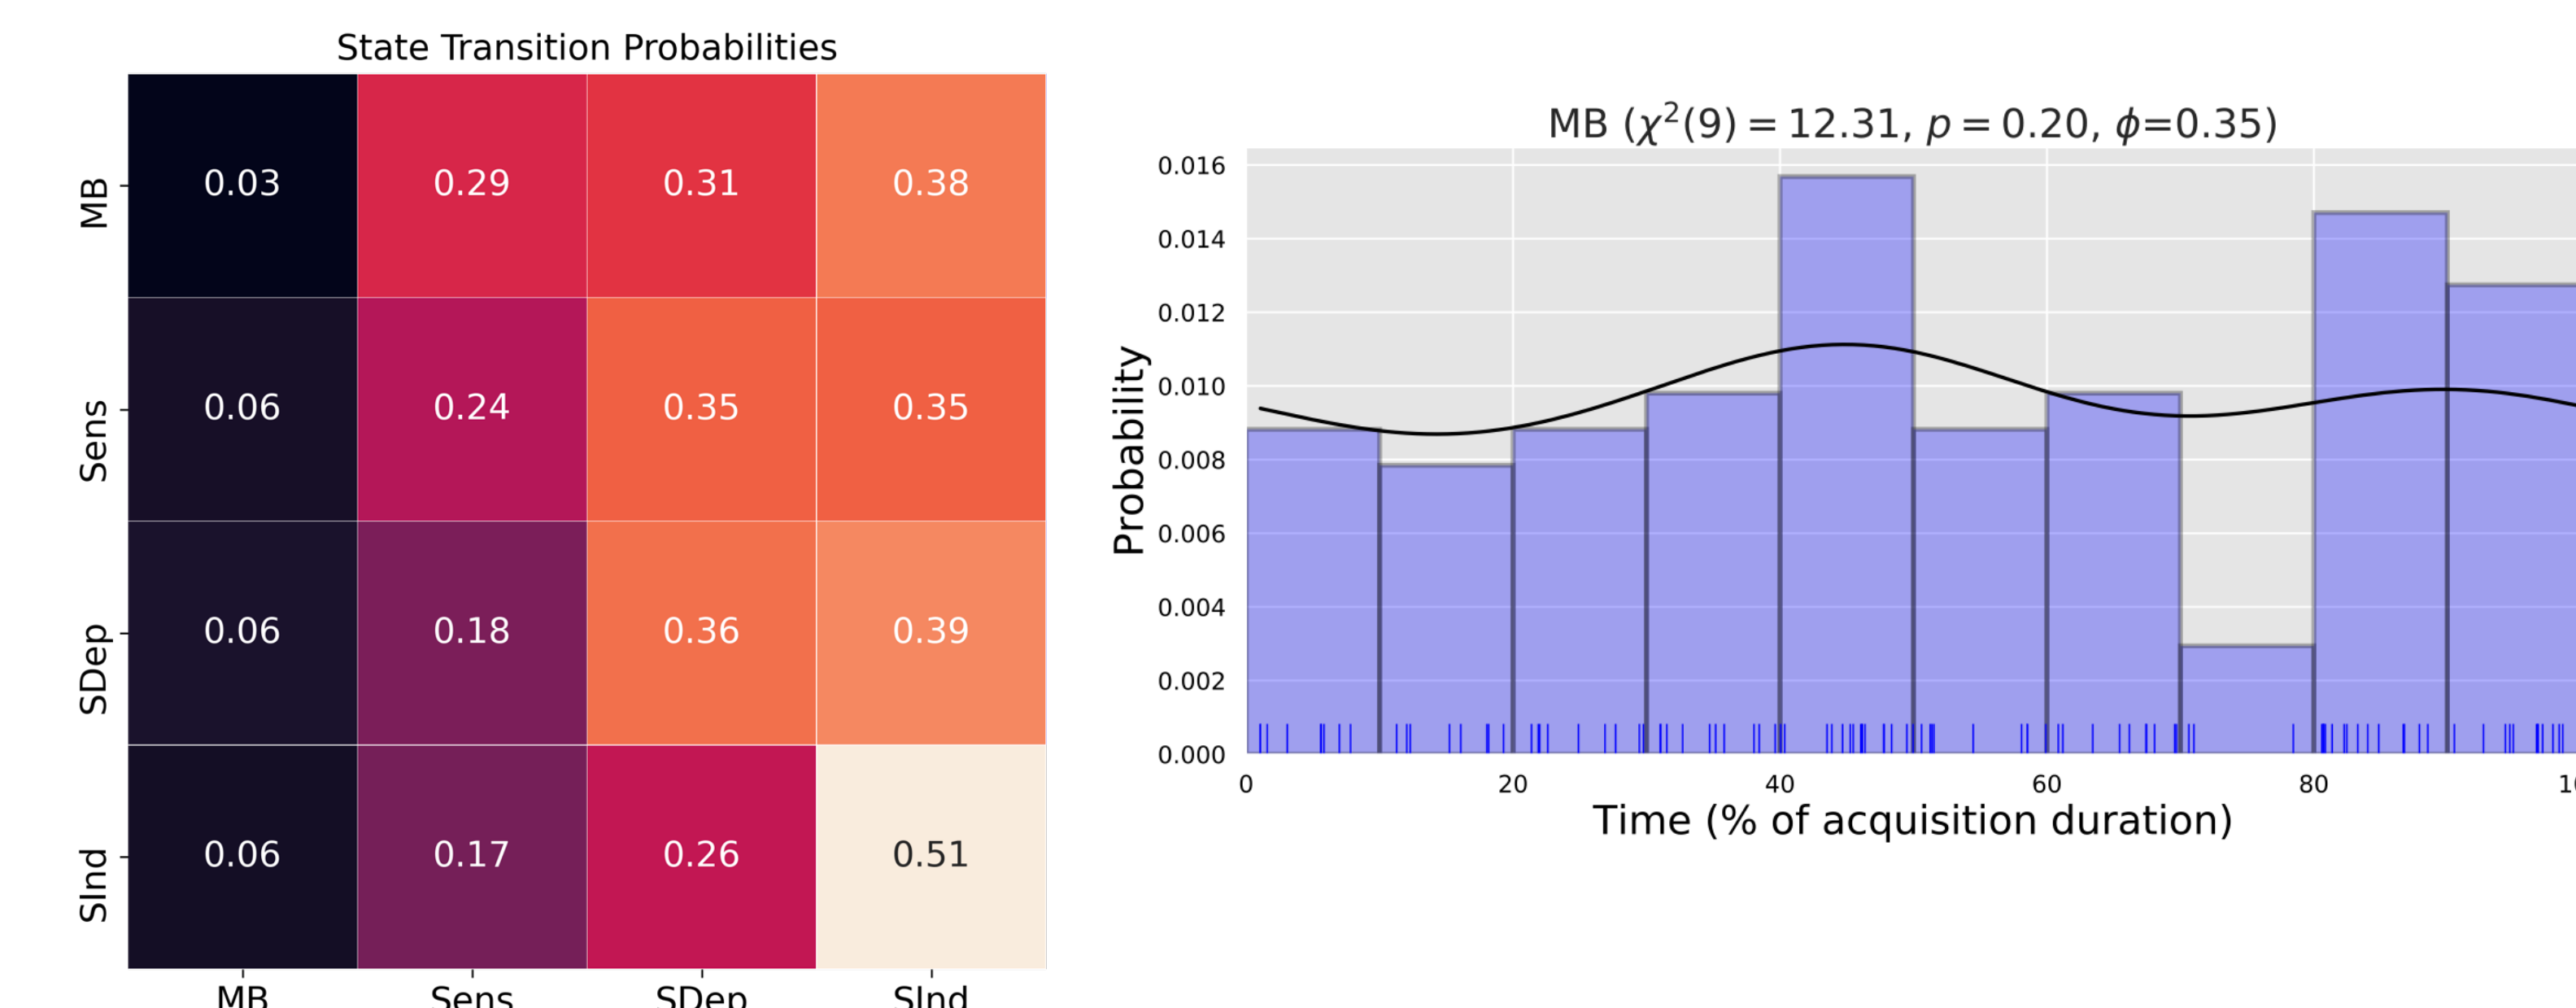 State Transition Probabilities
MB
0.03 0.29 0.31 0.38
Sens
0.06 0.24 0.35 0.35
SDep
0.06 0.18 0.36 0.39
SInd
0.06 0.17 0.26 0.51
MB Sens SDep SInd
MB (χ²(9) = 12.31, p = 0.20, ϕ=0.35)
Probability
0.016
0.014
0.012
0.010
0.008
0.006
0.004
0.002
0.000
0 20 40 60 80
Time (% of acquisition duration)